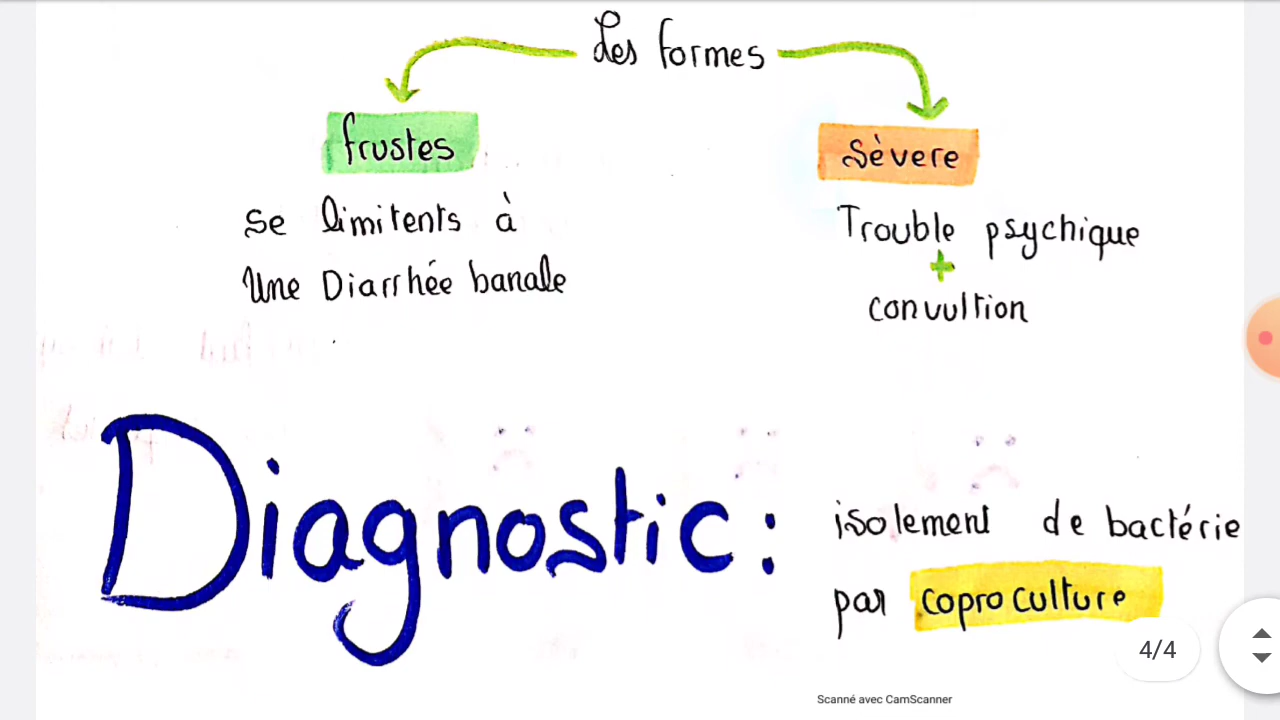 Les formes
frustes
sèvere
se limitents à
Une Diarrhée banale
Trouble psychique
+
convultion
Diagnostic :
isolement de bactérie
par coproculture
4/4
Scanné avec CamScanner